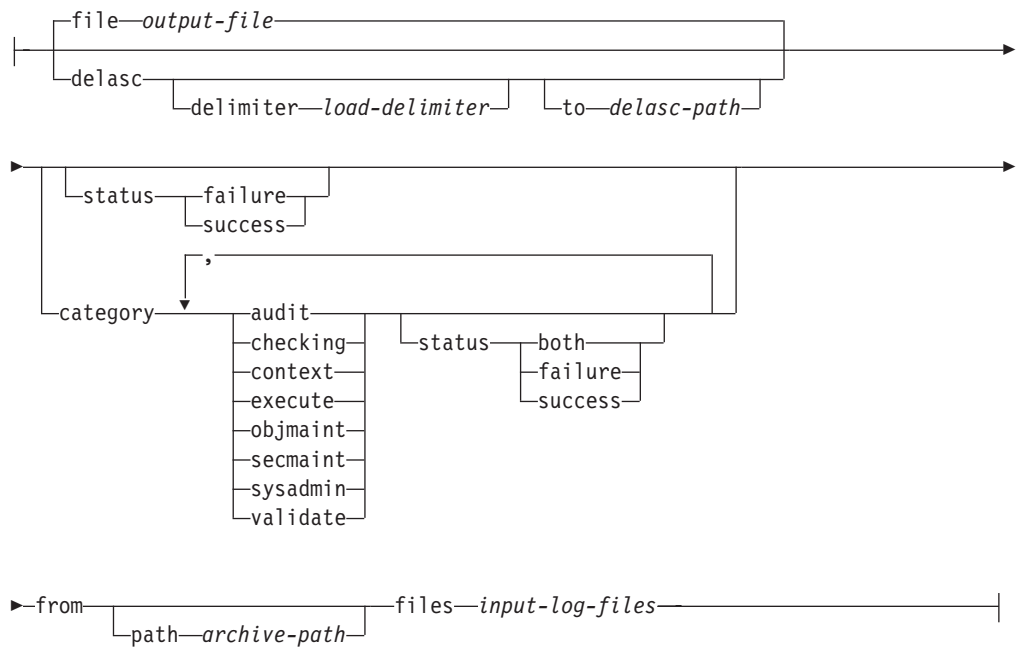 file output-file
delasc
delimiter load-delimiter to delasc-path
status failure
success
,
category audit
checking status both
context failure
execute success
objmaint
secmaint
sysadmin
validate
from files input-log-files
path archive-path